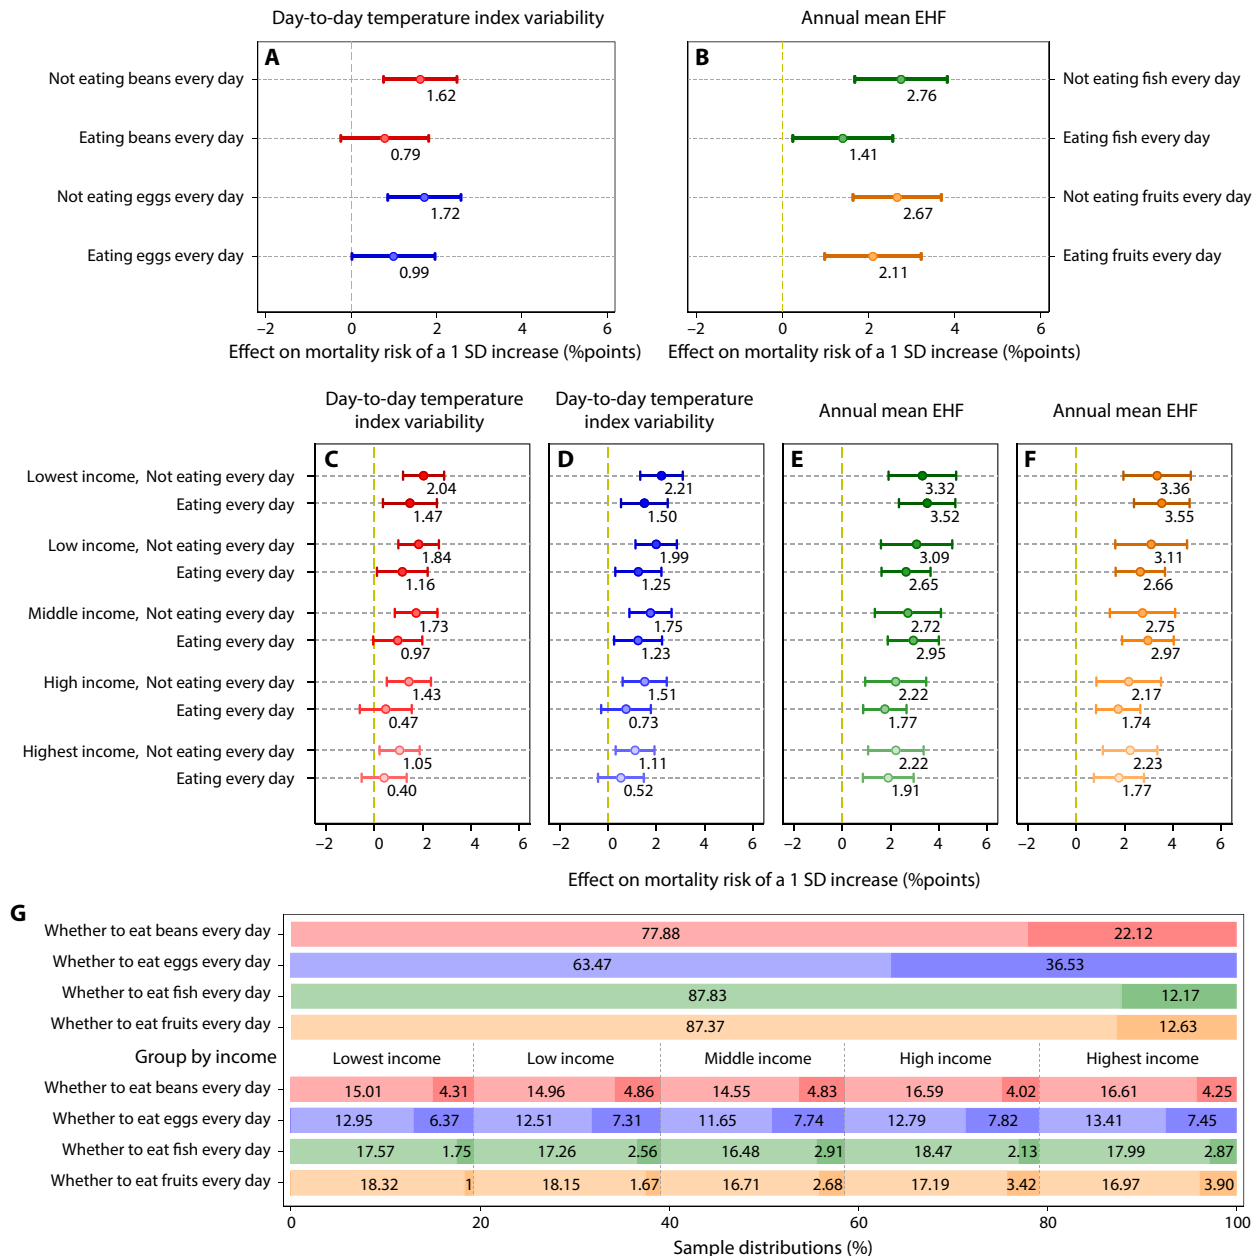 Day-to-day temperature index variability
Annual mean EHF
A
B
Not eating beans every day
1.62
Eating beans every day
0.79
Not eating eggs every day
1.72
Eating eggs every day
0.99
2.76
Not eating fish every day
1.41
Eating fish every day
2.67
Not eating fruits every day
2.11
Eating fruits every day
−2 0 2 4 6
−2 0 2 4 6
Effect on mortality risk of a 1 SD increase (%points)
Effect on mortality risk of a 1 SD increase (%points)
Day-to-day temperature
index variability
Day-to-day temperature
index variability
Annual mean EHF
Annual mean EHF
C
D
E
F
Lowest income, Not eating every day
2.04 2.21 3.32 3.36
Eating every day
1.47 1.50 3.52 3.55
Low income, Not eating every day
1.84 1.99 3.09 3.11
Eating every day
1.16 1.25 2.65 2.66
Middle income, Not eating every day
1.73 1.75 2.72 2.75
Eating every day
0.97 1.23 2.95 2.97
High income, Not eating every day
1.43 1.51 2.22 2.17
Eating every day
0.47 0.73 1.77 1.74
Highest income, Not eating every day
1.05 1.11 2.22 2.23
Eating every day
0.40 0.52 1.91 1.77
−2 0 2 4 6
−2 0 2 4 6
−2 0 2 4 6
−2 0 2 4 6
Effect on mortality risk of a 1 SD increase (%points)
G
Whether to eat beans every day 77.88 22.12
Whether to eat eggs every day 63.47 36.53
Whether to eat fish every day 87.83 12.17
Whether to eat fruits every day 87.37 12.63
Group by income Lowest income Low income Middle income High income Highest income
Whether to eat beans every day 15.01 4.31 14.96 4.86 14.55 4.83 16.59 4.02 16.61 4.25
Whether to eat eggs every day 12.95 6.37 12.51 7.31 11.65 7.74 12.79 7.82 13.41 7.45
Whether to eat fish every day 17.57 1.75 17.26 2.56 16.48 2.91 18.47 2.13 17.99 2.87
Whether to eat fruits every day 18.32 1 18.15 1.67 16.71 2.68 17.19 3.42 16.97 3.90
0 20 40 60 80 100
Sample distributions (%)